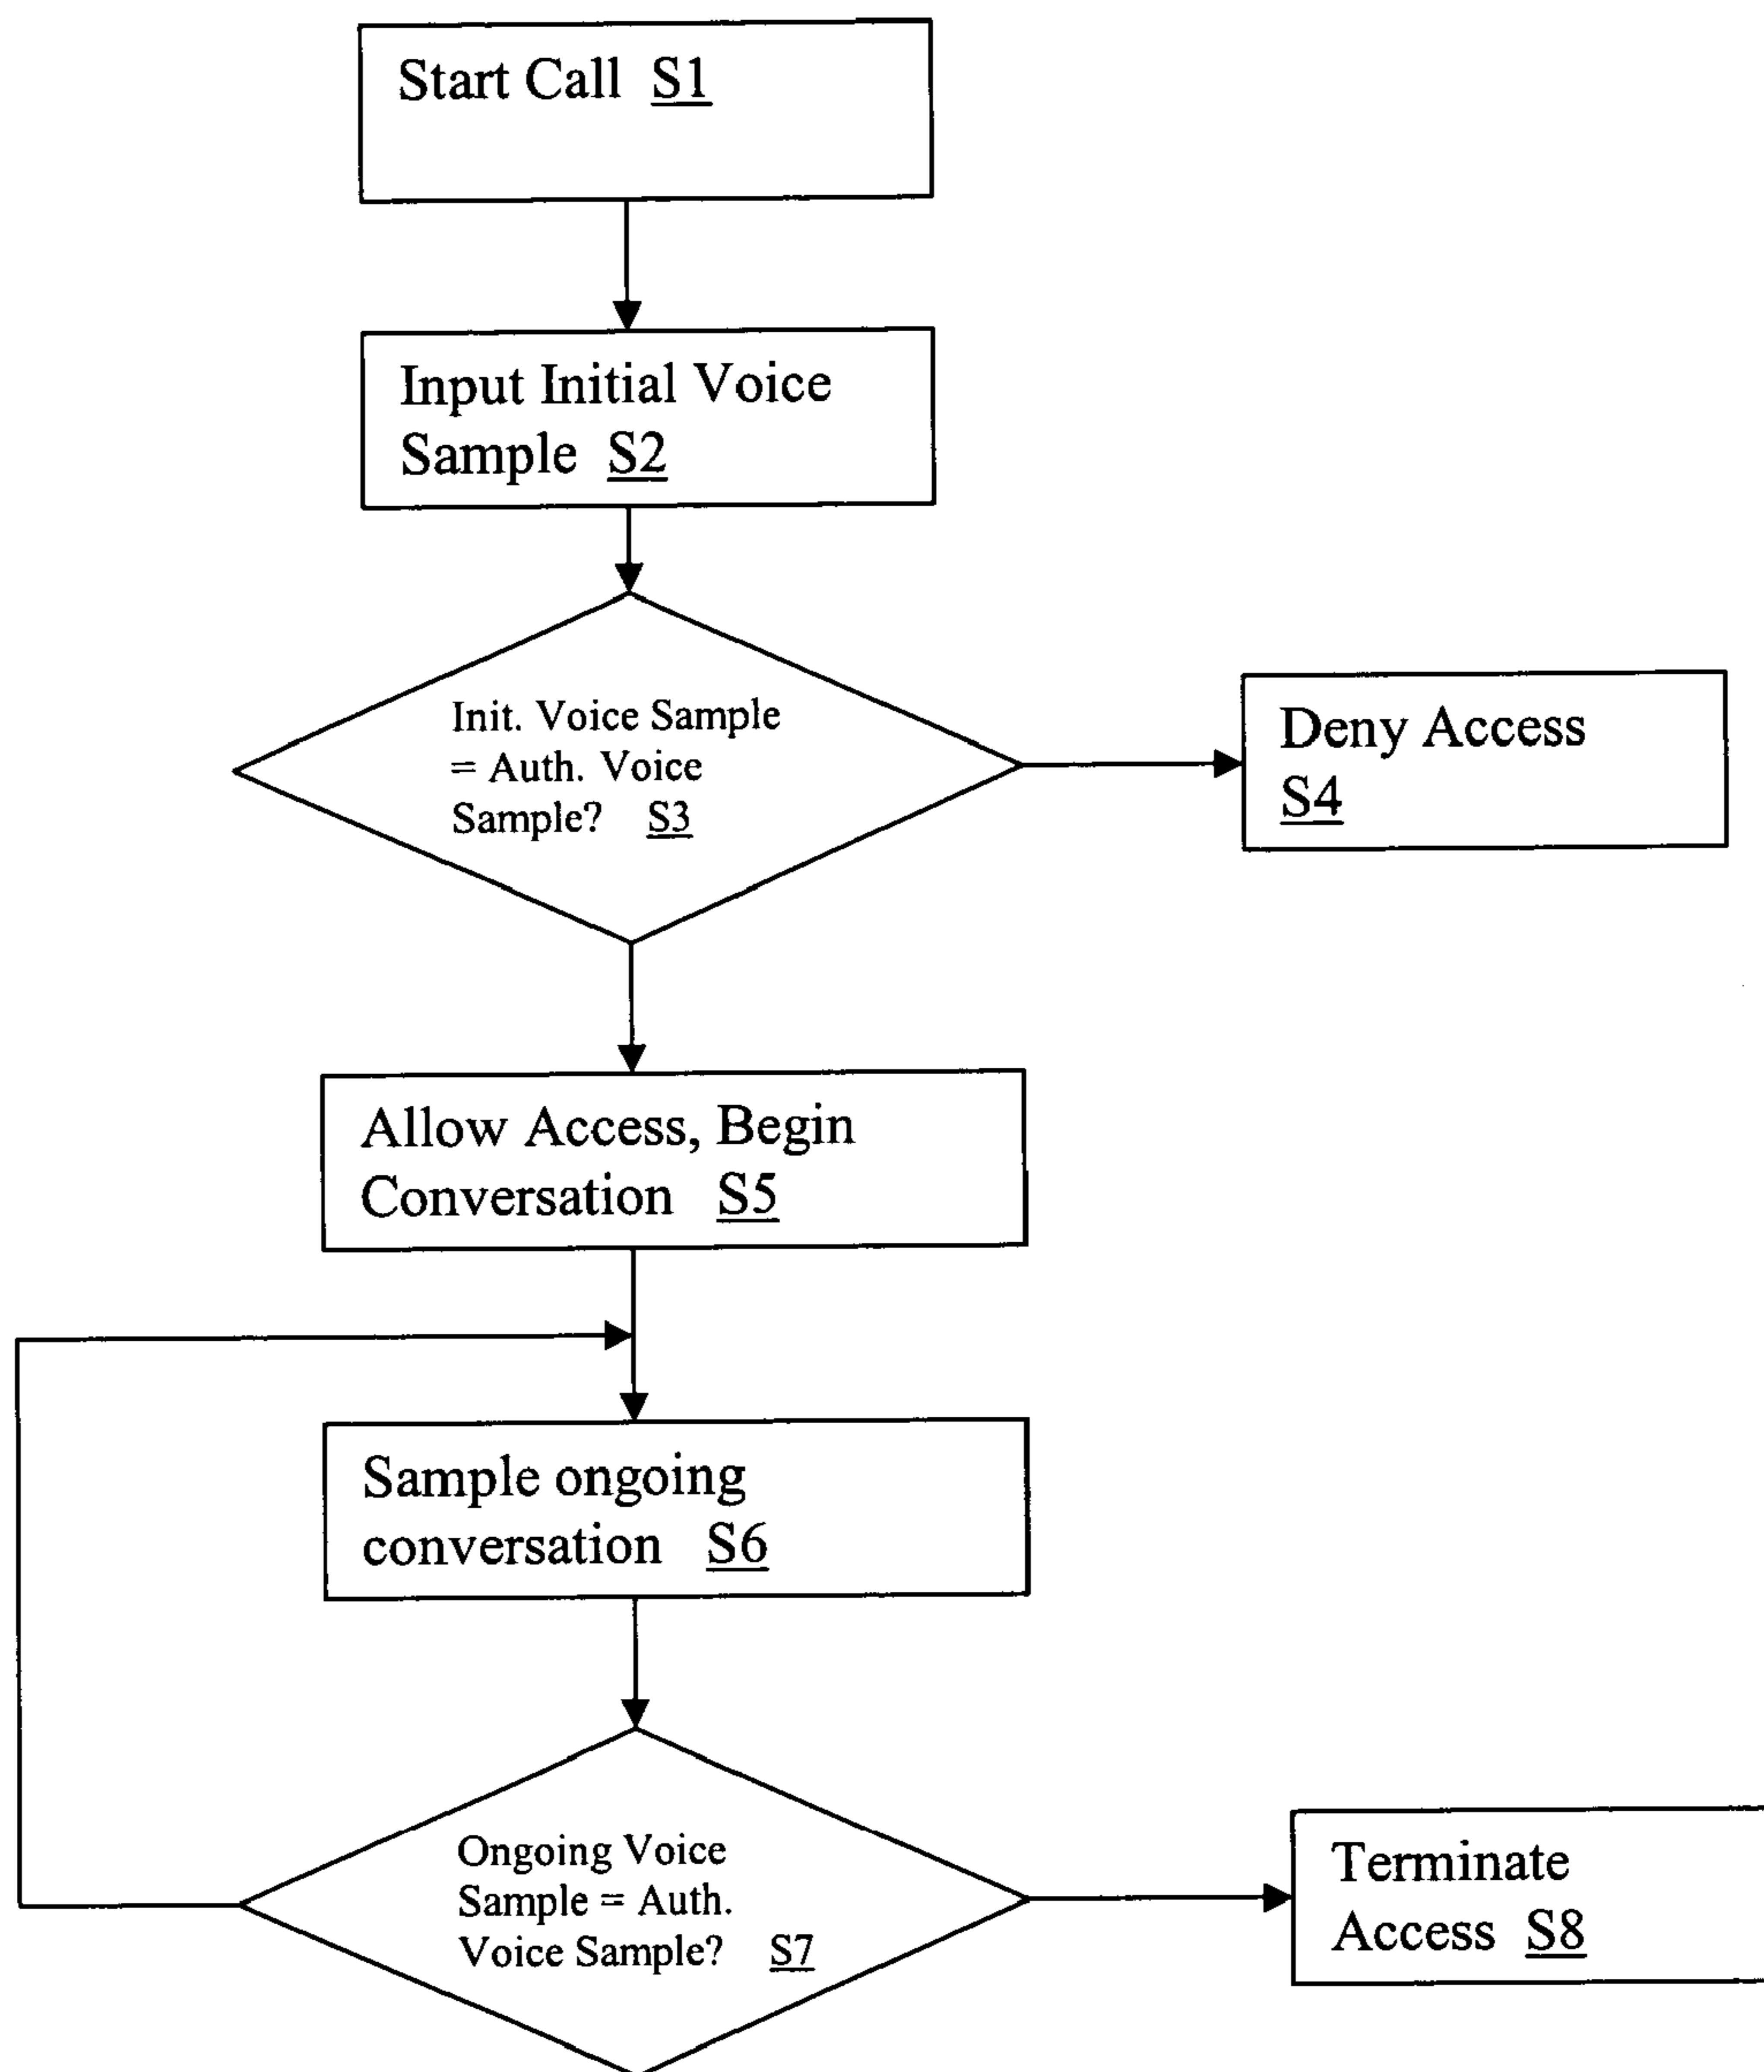 Start Call S1
Input Initial Voice
Sample S2
Init. Voice Sample
= Auth. Voice
Sample? S3
Deny Access
S4
Allow Access, Begin
Conversation S5
Sample ongoing
conversation S6
Ongoing Voice
Sample = Auth.
Voice Sample? S7
Terminate
Access S8